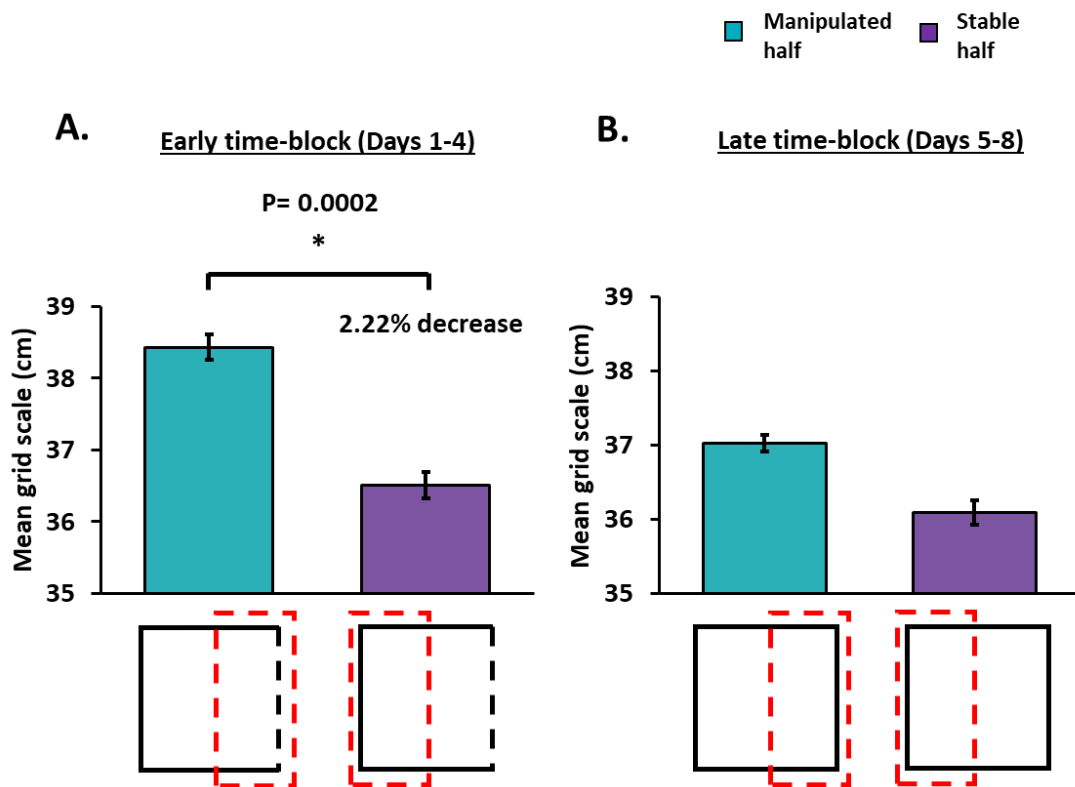 Manipulated
half
Stable
half
A.
Early time-block (Days 1-4)
P= 0.0002
*
2.22% decrease
Mean grid scale (cm)
39
38
37
36
35
B.
Late time-block (Days 5-8)
Mean grid scale (cm)
39
38
37
36
35